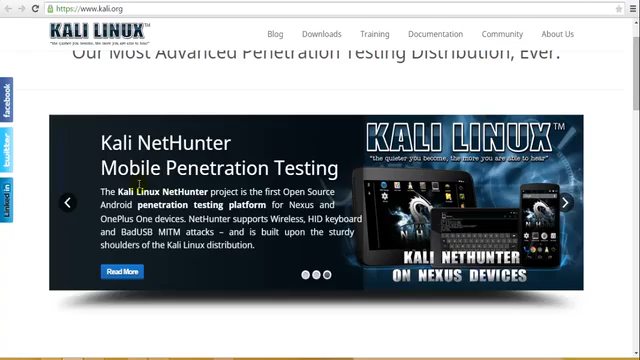 https://www.kali.org
KALI LINUX™
"the quieter you become, the more you are able to hear"
Blog Downloads Training Documentation Community About Us
Our Most Advanced Penetration Testing Distribution, Ever.
facebook
twitter
Linked in
Kali NetHunter
Mobile Penetration Testing
The Kali Linux NetHunter project is the first Open Source
Android penetration testing platform for Nexus and
OnePlus One devices. NetHunter supports Wireless, HID keyboard
and BadUSB MITM attacks – and is built upon the sturdy
shoulders of the Kali Linux distribution.
Read More
KALI LINUX™
"the quieter you become, the more you are able to hear"
KALI NETHUNTER
ON NEXUS DEVICES